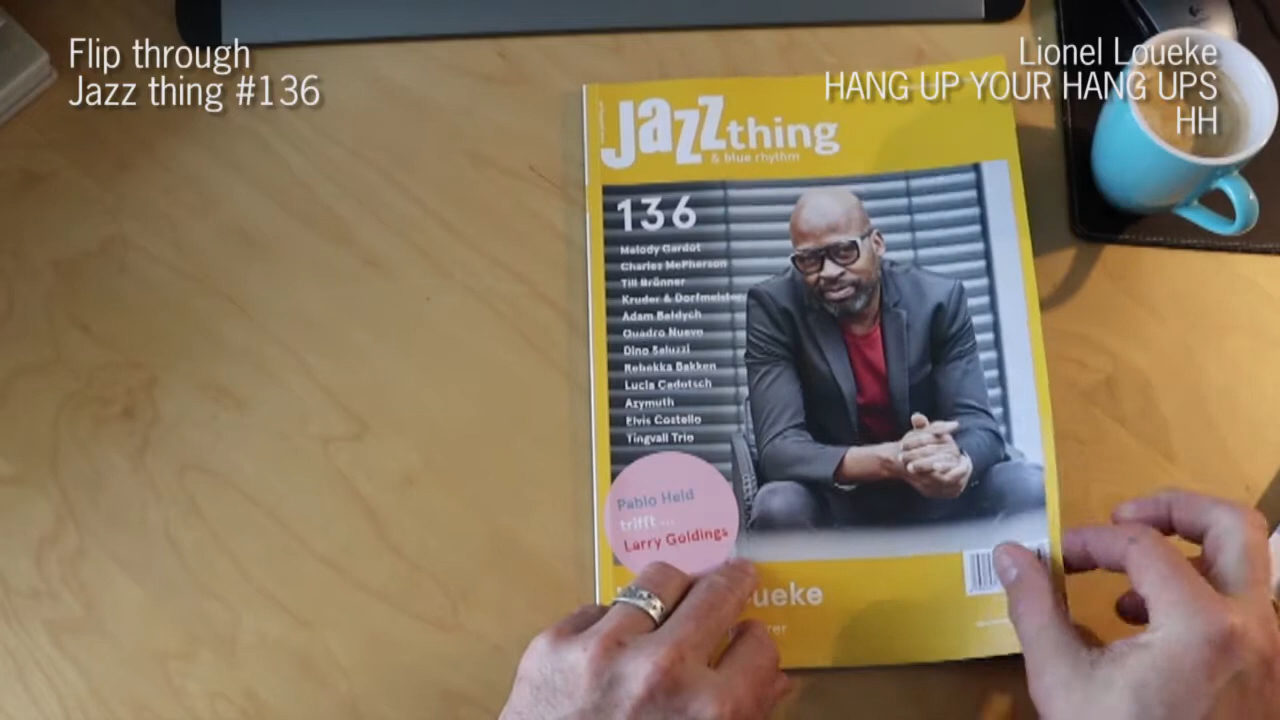 Flip through
Jazz thing #136
Lionel Loueke
HANG UP YOUR HANG UPS
HH
Jazz thing
& blue rhythm
136
Melody Gardot
Charles McPherson
Till Brönner
Kruder & Dorfmeister
Adam Bałdych
Quadro Nuevo
Dino Saluzzi
Rebekka Bakken
Lucia Cadotsch
Azymuth
Elvis Costello
Tingvall Trio
Pablo Held
trifft ...
Larry Goldings